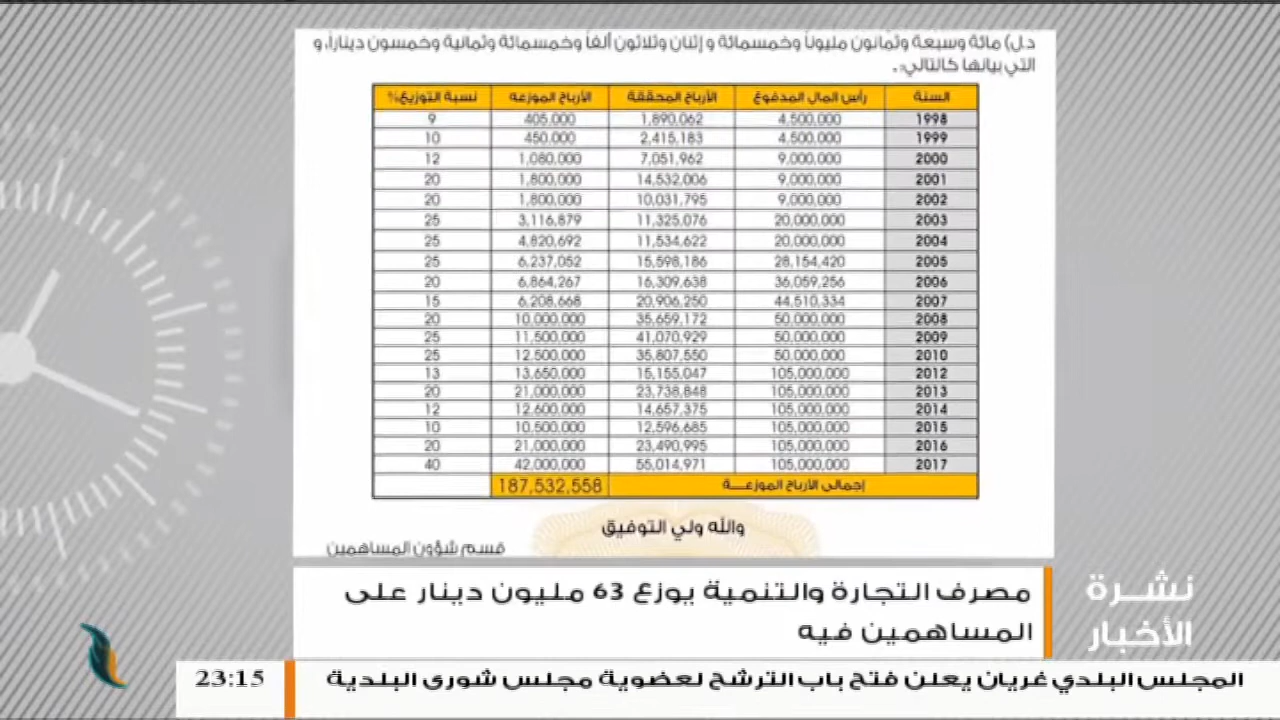 د.ل) مائة وسبعة وثمانون مليوناً وخمسمائة و إثنان وثلاثون ألفاً وخمسمائة وثمانية وخمسون ديناراً، و
التي بيانها كالتالي:.
السنة رأس المال المدفوع الأرباح المحققة الأرباح الموزعه نسبة التوزيع%
1998 4,500,000 1,890,062 405,000 9
1999 4,500,000 2,415,183 450,000 10
2000 9,000,000 7,051,962 1,080,000 12
2001 9,000,000 14,532,006 1,800,000 20
2002 9,000,000 10,031,795 1,800,000 20
2003 20,000,000 11,325,076 3,116,879 25
2004 20,000,000 11,534,622 4,820,692 25
2005 28,154,420 15,598,186 6,237,052 25
2006 36,059,256 16,309,638 6,864,267 20
2007 44,510,334 20,906,250 6,208,668 15
2008 50,000,000 35,659,172 10,000,000 20
2009 50,000,000 41,070,929 11,500,000 25
2010 50,000,000 35,807,550 12,500,000 25
2012 105,000,000 15,155,047 13,650,000 13
2013 105,000,000 23,738,848 21,000,000 20
2014 105,000,000 14,657,375 12,600,000 12
2015 105,000,000 12,596,685 10,500,000 10
2016 105,000,000 23,490,995 21,000,000 20
2017 105,000,000 55,014,971 42,000,000 40
إجمالي الأرباح الموزعـــة 187,532,558
والله ولي التوفيق
قسم شؤون المساهمين
نشرة
الأخبار
مصرف التجارة والتنمية يوزع 63 مليون دينار على
المساهمين فيه
المجلس البلدي غريان يعلن فتح باب الترشح لعضوية مجلس شورى البلدية
23:15